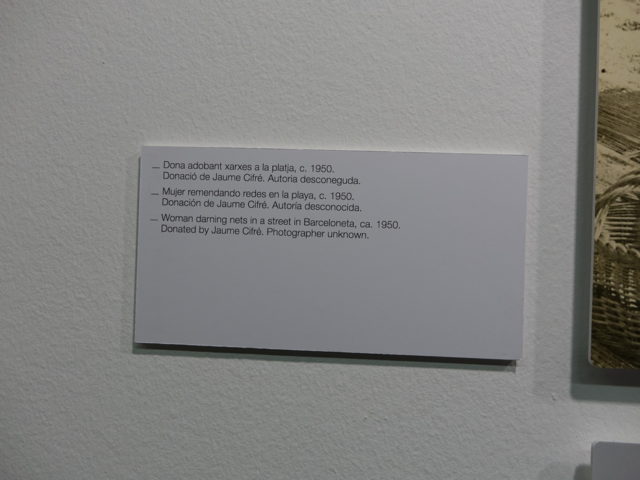 — Dona adobant xarxes a la platja, c. 1950.
Donació de Jaume Cifré. Autoria desconeguda.
— Mujer remendando redes en la playa, c. 1950.
Donación de Jaume Cifré. Autoría desconocida.
— Woman darning nets in a street in Barceloneta, ca. 1950.
Donated by Jaume Cifré. Photographer unknown.